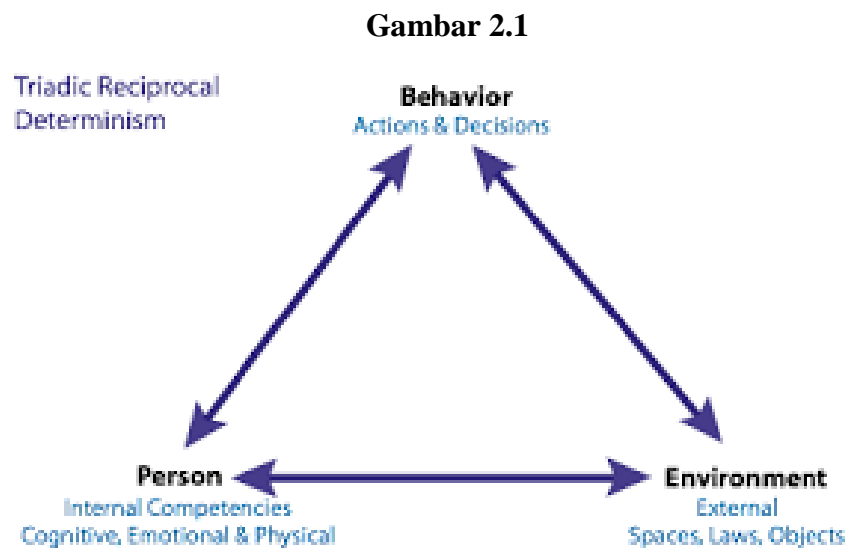 Gambar 2.1
Triadic Reciprocal
Determinism
Behavior
Actions & Decisions
Person
Internal Competencies
Cognitive, Emotional & Physical
Environment
External
Spaces, Laws, Objects